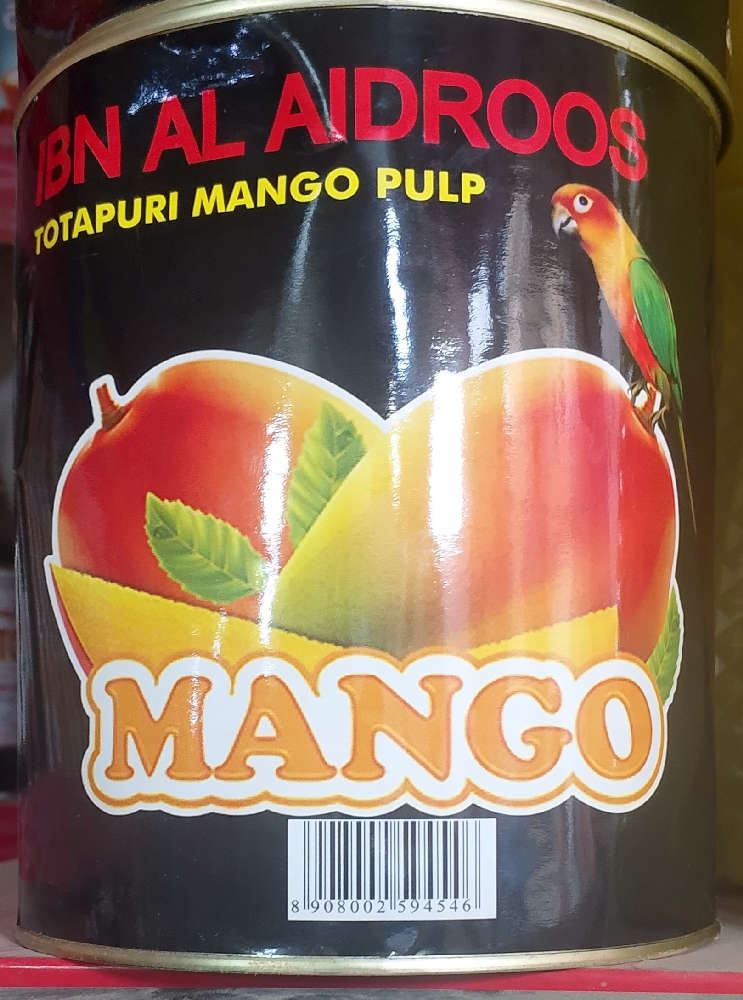 IBN AL AIDROOS
TOTAPURI MANGO PULP
MANGO
8 908002 594546